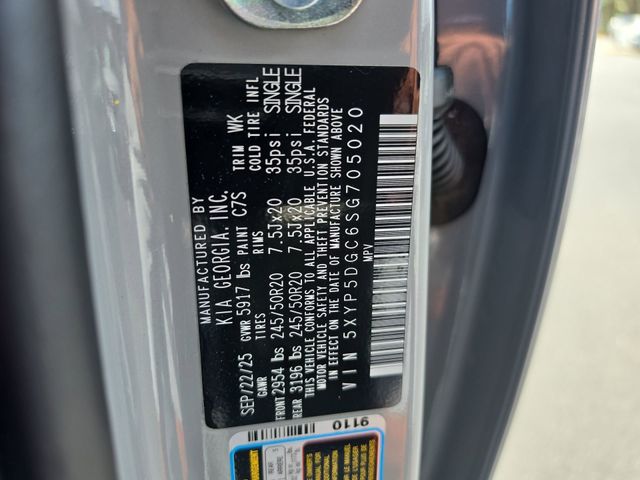 MANUFACTURED BY
KIA GEORGIA, INC.
SEP/22/25 GVWR 5917 lbs PAINT C7S TRIM WK
GAWR TIRES RIMS COLD TIRE INFL
FRONT 2954 lbs 245/50R20 7.5Jx20 35psi SINGLE
REAR 3196 lbs 245/50R20 7.5Jx20 35psi SINGLE
THIS VEHICLE CONFORMS TO ALL APPLICABLE U.S.A. FEDERAL
MOTOR VEHICLE SAFETY AND THEFT PREVENTION STANDARDS
IN EFFECT ON THE DATE OF MANUFACTURE SHOWN ABOVE
VIN 5XYP5DGC6SG705020
MPV
9110